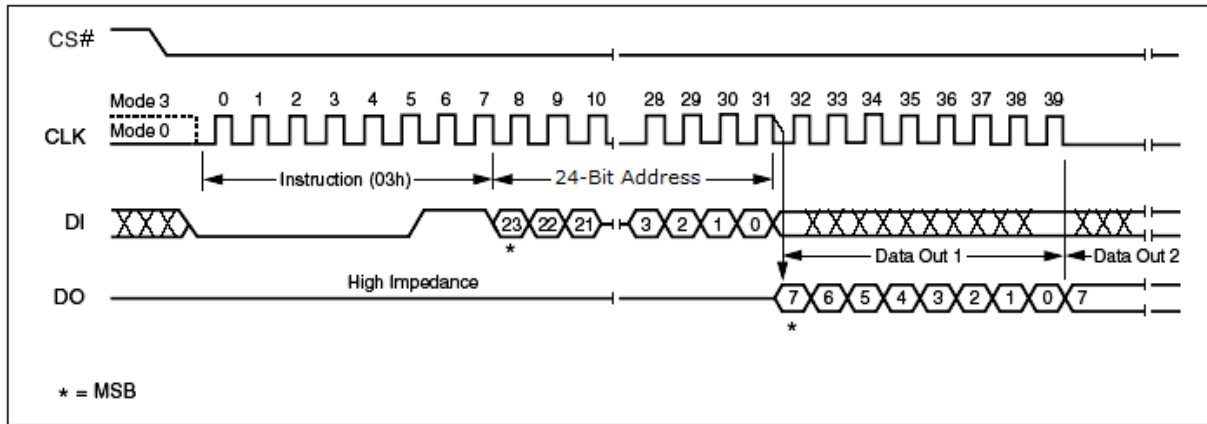 CS#
Mode 3
0 1 2 3 4 5 6 7 8 9 10 28 29 30 31 32 33 34 35 36 37 38 39
CLK
Mode 0
Instruction (03h)
24-Bit Address
DI
23 22 21 3 2 1 0
*
Data Out 1
Data Out 2
High Impedance
DO
7 6 5 4 3 2 1 0 7
*
* = MSB